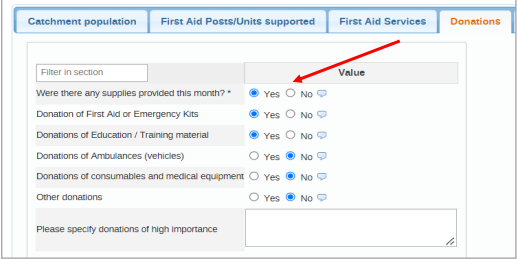 Catchment population First Aid Posts/Units supported First Aid Services Donations
Filter in section Value
Were there any supplies provided this month? * Yes No
Donation of First Aid or Emergency Kits Yes No
Donations of Education / Training material Yes No
Donations of Ambulances (vehicles) Yes No
Donations of consumables and medical equipment Yes No
Other donations Yes No
Please specify donations of high importance